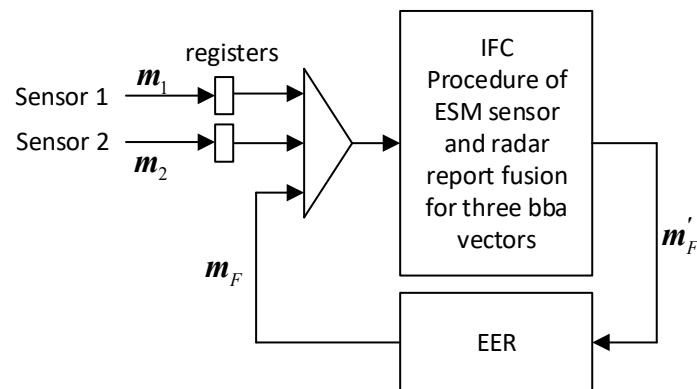 registers
m1
Sensor 1
Sensor 2
m2
IFC
Procedure of
ESM sensor
and radar
report fusion
for three bba
vectors
mF
m'F
EER